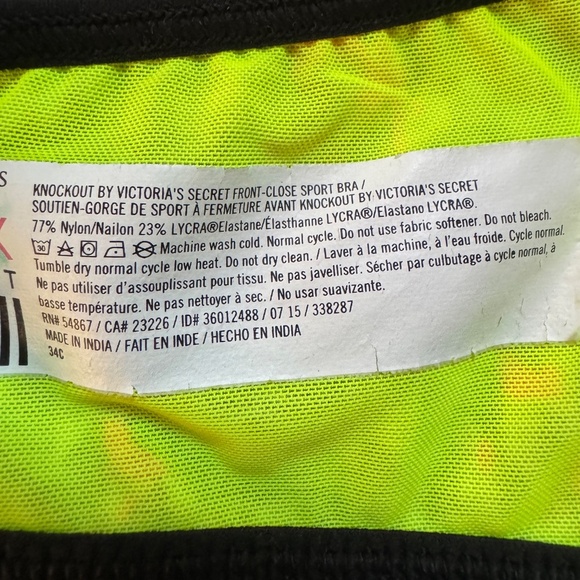 S
X
T
KNOCKOUT BY VICTORIA'S SECRET FRONT-CLOSE SPORT BRA /
SOUTIEN-GORGE DE SPORT À FERMETURE AVANT KNOCKOUT BY VICTORIA'S SECRET
77% Nylon/Nailon 23% LYCRA®Elastane/Élasthanne LYCRA®/Elastano LYCRA®.
Machine wash cold. Normal cycle. Do not use fabric softener. Do not bleach.
Tumble dry normal cycle low heat. Do not dry clean. / Laver à la machine, à l'eau froide. Cycle normal.
Ne pas utiliser d'assouplissant pour tissu. Ne pas javelliser. Sécher par culbutage à cycle normal, à
basse température. Ne pas nettoyer à sec. / No usar suavizante.
RN# 54867 / CA# 23226 / ID# 36012488 / 07 15 / 338287
MADE IN INDIA / FAIT EN INDE / HECHO EN INDIA
34C